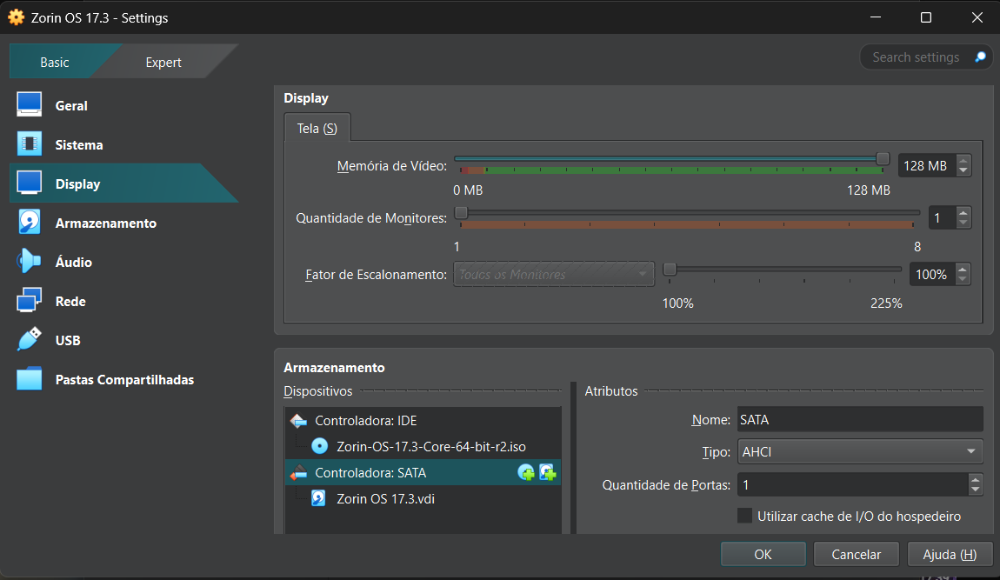 Zorin OS 17.3 - Settings
Basic
Expert
Search settings
Geral
Sistema
Display
Armazenamento
Áudio
Rede
USB
Pastas Compartilhadas
Display
Tela (S)
Memória de Vídeo:
128 MB
0 MB
128 MB
Quantidade de Monitores:
1
1
8
Fator de Escalonamento:
Todos os Monitores
100%
100%
225%
Armazenamento
Dispositivos
Controladora: IDE
Zorin-OS-17.3-Core-64-bit-r2.iso
Controladora: SATA
Zorin OS 17.3.vdi
Atributos
Nome: SATA
Tipo: AHCI
Quantidade de Portas: 1
Utilizar cache de I/O do hospedeiro
OK
Cancelar
Ajuda (H)